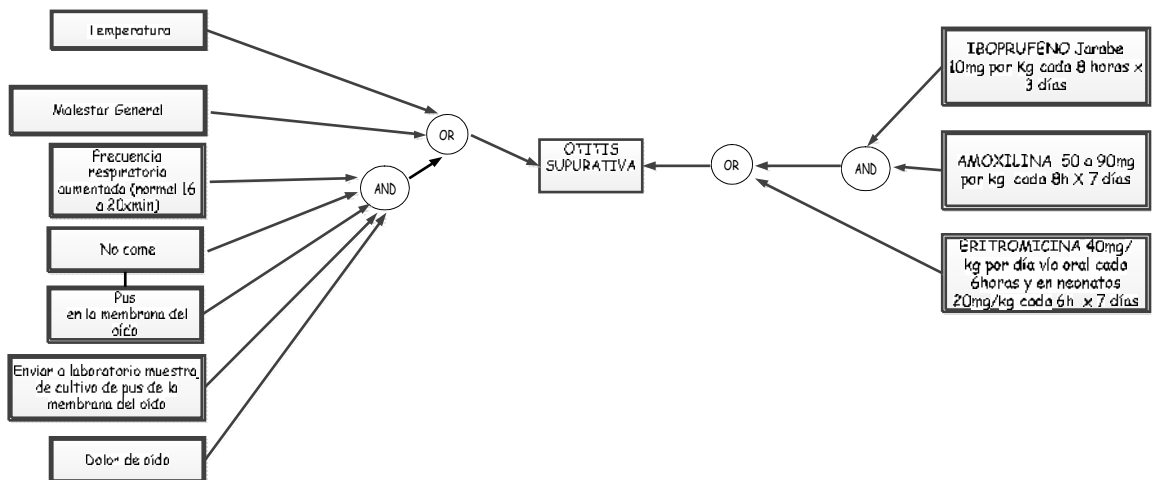 Temperatura
Malestar General
Frecuencia
respiratoria
aumentada (normal 16
a 20xmin)
No come
Pus
en la membrana del
oído
Enviar a laboratorio muestra
de cultivo de pus de la
membrana del oído
Dolor de oído
OR
AND
OTITIS
SUPURATIVA
OR
AND
IBOPRUFENO Jarabe
10mg por Kg cada 8 horas x
3 días
AMOXILINA 50 a 90mg
por kg cada 8h X 7 días
ERITROMICINA 40mg/
kg por día vía oral cada
6horas y en neonatos
20mg/kg cada 6h x 7 días